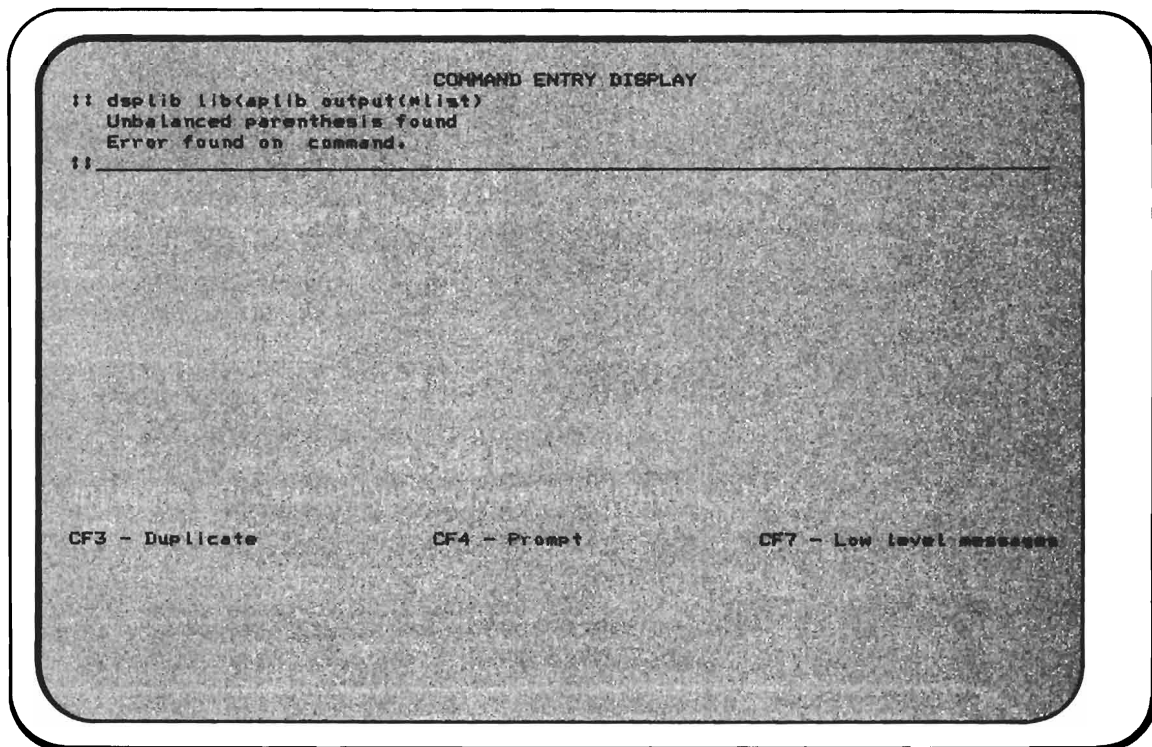 COMMAND ENTRY DISPLAY
:: dsplib lib(aplib output(*list)
Unbalanced parenthesis found
Error found on command.
::
CF3 - Duplicate CF4 - Prompt CF7 - Low level messages